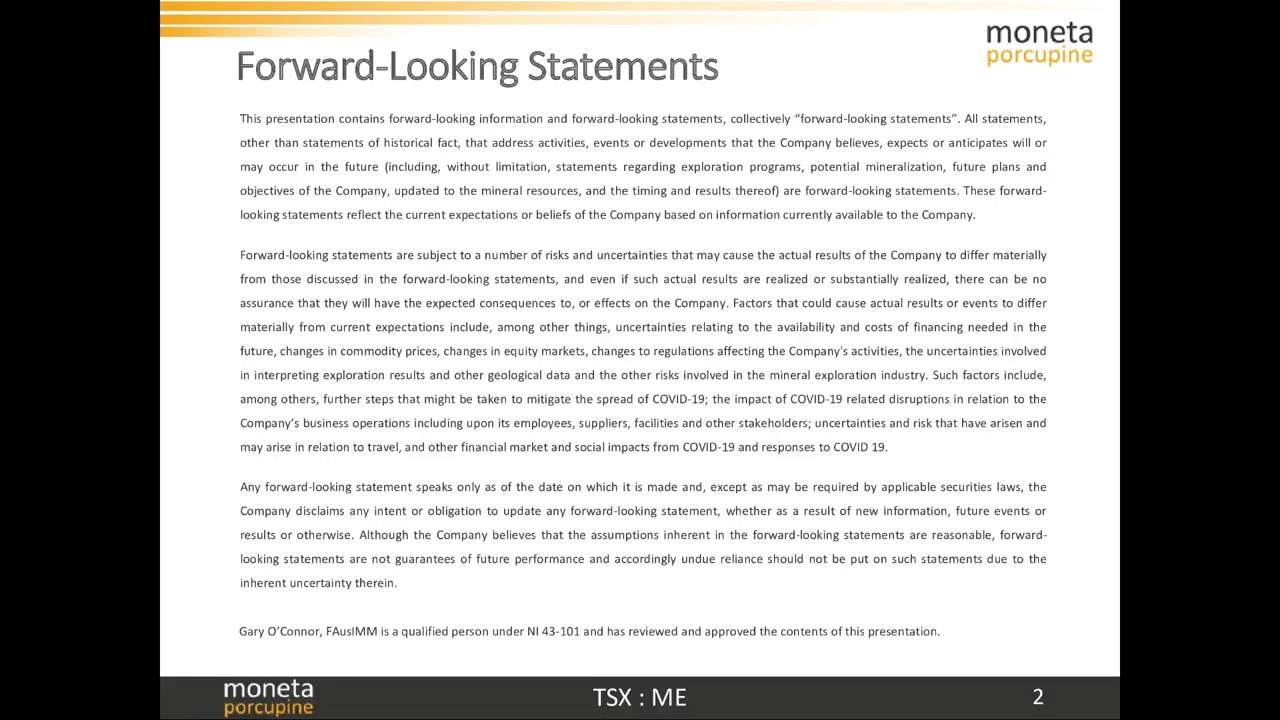 moneta
porcupine
Forward-Looking Statements
This presentation contains forward-looking information and forward-looking statements, collectively “forward-looking statements”. All statements,
other than statements of historical fact, that address activities, events or developments that the Company believes, expects or anticipates will or
may occur in the future (including, without limitation, statements regarding exploration programs, potential mineralization, future plans and
objectives of the Company, updated to the mineral resources, and the timing and results thereof) are forward-looking statements. These forward-
looking statements reflect the current expectations or beliefs of the Company based on information currently available to the Company.
Forward-looking statements are subject to a number of risks and uncertainties that may cause the actual results of the Company to differ materially
from those discussed in the forward-looking statements, and even if such actual results are realized or substantially realized, there can be no
assurance that they will have the expected consequences to, or effects on the Company. Factors that could cause actual results or events to differ
materially from current expectations include, among other things, uncertainties relating to the availability and costs of financing needed in the
future, changes in commodity prices, changes in equity markets, changes to regulations affecting the Company's activities, the uncertainties involved
in interpreting exploration results and other geological data and the other risks involved in the mineral exploration industry. Such factors include,
among others, further steps that might be taken to mitigate the spread of COVID-19; the impact of COVID-19 related disruptions in relation to the
Company’s business operations including upon its employees, suppliers, facilities and other stakeholders; uncertainties and risk that have arisen and
may arise in relation to travel, and other financial market and social impacts from COVID-19 and responses to COVID 19.
Any forward-looking statement speaks only as of the date on which it is made and, except as may be required by applicable securities laws, the
Company disclaims any intent or obligation to update any forward-looking statement, whether as a result of new information, future events or
results or otherwise. Although the Company believes that the assumptions inherent in the forward-looking statements are reasonable, forward-
looking statements are not guarantees of future performance and accordingly undue reliance should not be put on such statements due to the
inherent uncertainty therein.
Gary O’Connor, FAusIMM is a qualified person under NI 43-101 and has reviewed and approved the contents of this presentation.
moneta
porcupine
TSX : ME
2